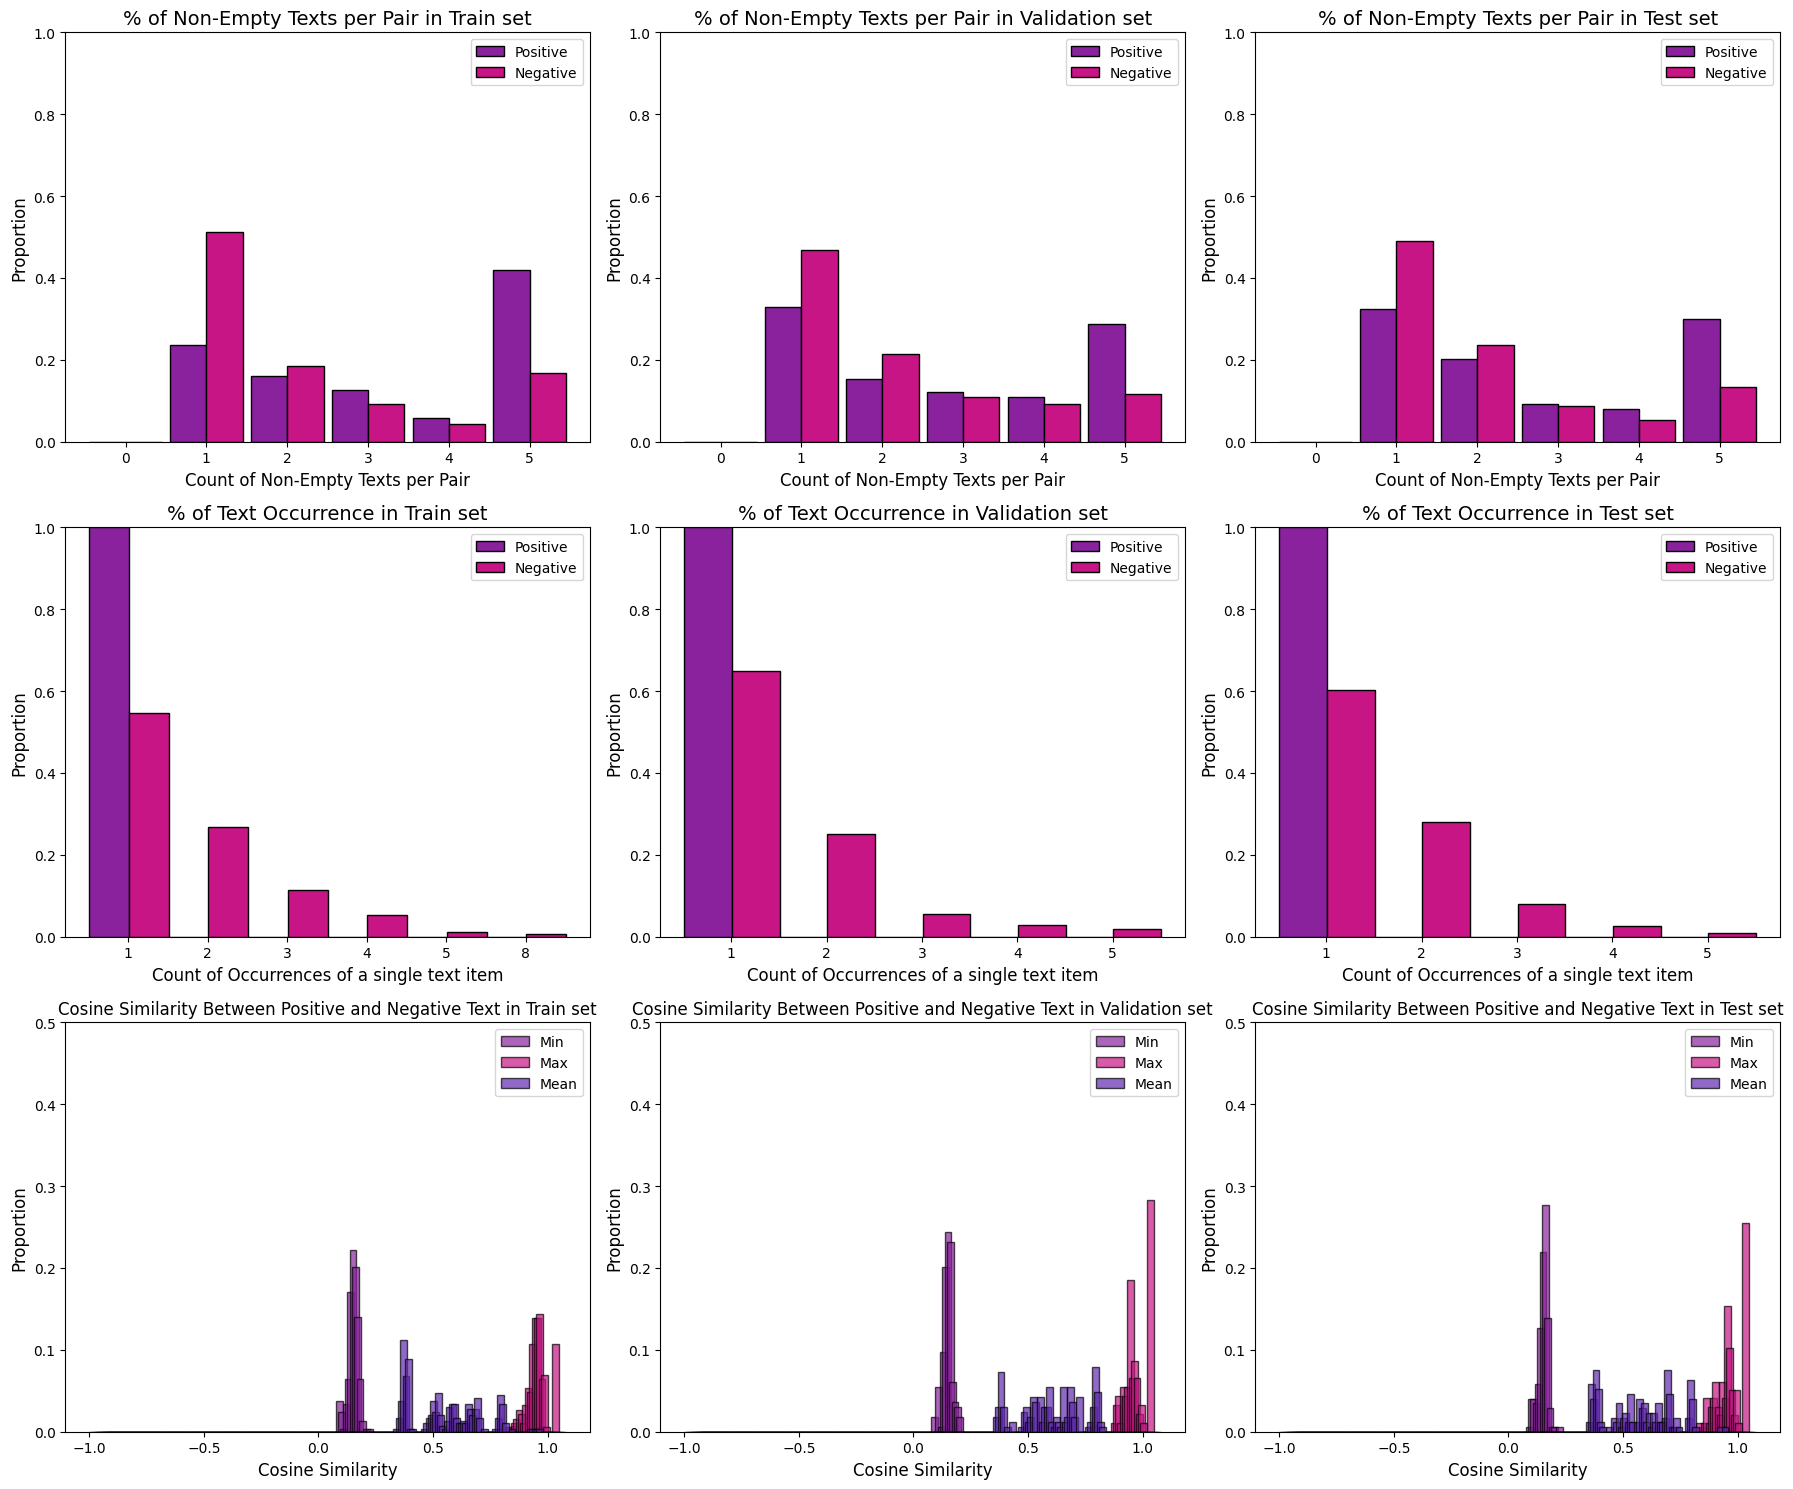 % of Non-Empty Texts per Pair in Train set
1.0
0.8
0.6
0.4
0.2
0.0
Proportion
Positive
Negative
0 1 2 3 4 5
Count of Non-Empty Texts per Pair
% of Non-Empty Texts per Pair in Validation set
1.0
0.8
0.6
0.4
0.2
0.0
Proportion
Positive
Negative
0 1 2 3 4 5
Count of Non-Empty Texts per Pair
% of Non-Empty Texts per Pair in Test set
1.0
0.8
0.6
0.4
0.2
0.0
Proportion
Positive
Negative
0 1 2 3 4 5
Count of Non-Empty Texts per Pair
% of Text Occurrence in Train set
1.0
0.8
0.6
0.4
0.2
0.0
Proportion
Positive
Negative
1 2 3 4 5 8
Count of Occurrences of a single text item
% of Text Occurrence in Validation set
1.0
0.8
0.6
0.4
0.2
0.0
Proportion
Positive
Negative
1 2 3 4 5
Count of Occurrences of a single text item
% of Text Occurrence in Test set
1.0
0.8
0.6
0.4
0.2
0.0
Proportion
Positive
Negative
1 2 3 4 5
Count of Occurrences of a single text item
Cosine Similarity Between Positive and Negative Text in Train set
0.5
0.4
0.3
0.2
0.1
0.0
Proportion
Min
Max
Mean
−1.0 −0.5 0.0 0.5 1.0
Cosine Similarity
Cosine Similarity Between Positive and Negative Text in Validation set
0.5
0.4
0.3
0.2
0.1
0.0
Proportion
Min
Max
Mean
−1.0 −0.5 0.0 0.5 1.0
Cosine Similarity
Cosine Similarity Between Positive and Negative Text in Test set
0.5
0.4
0.3
0.2
0.1
0.0
Proportion
Min
Max
Mean
−1.0 −0.5 0.0 0.5 1.0
Cosine Similarity